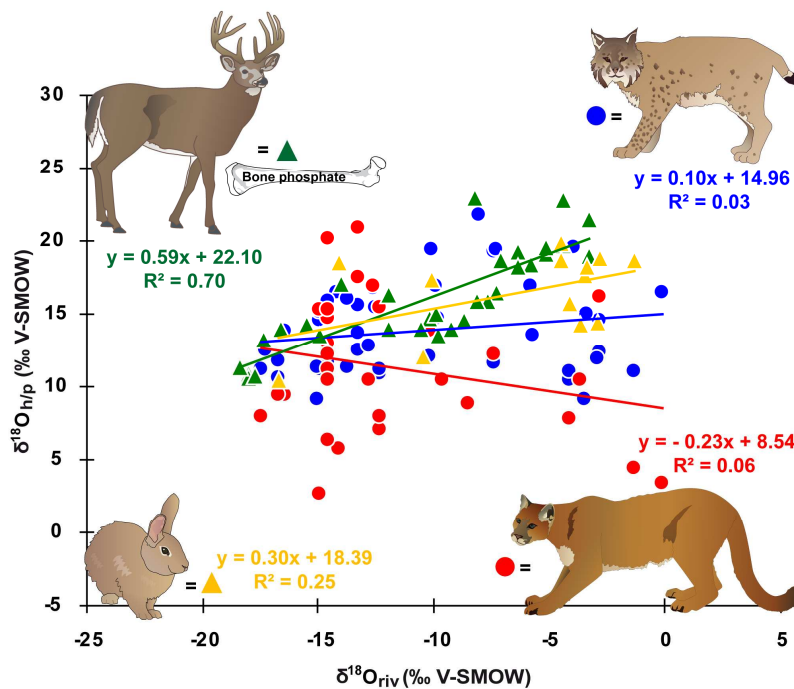 30
25
20
15
10
5
0
-5
-25
-20
-15
-10
-5
0
5
δ18Oh/p (‰ V-SMOW)
δ18Oriv (‰ V-SMOW)
=
Bone phosphate
y = 0.59x + 22.10
R² = 0.70
=
y = 0.10x + 14.96
R² = 0.03
y = - 0.23x + 8.54
R² = 0.06
=
y = 0.30x + 18.39
R² = 0.25
=